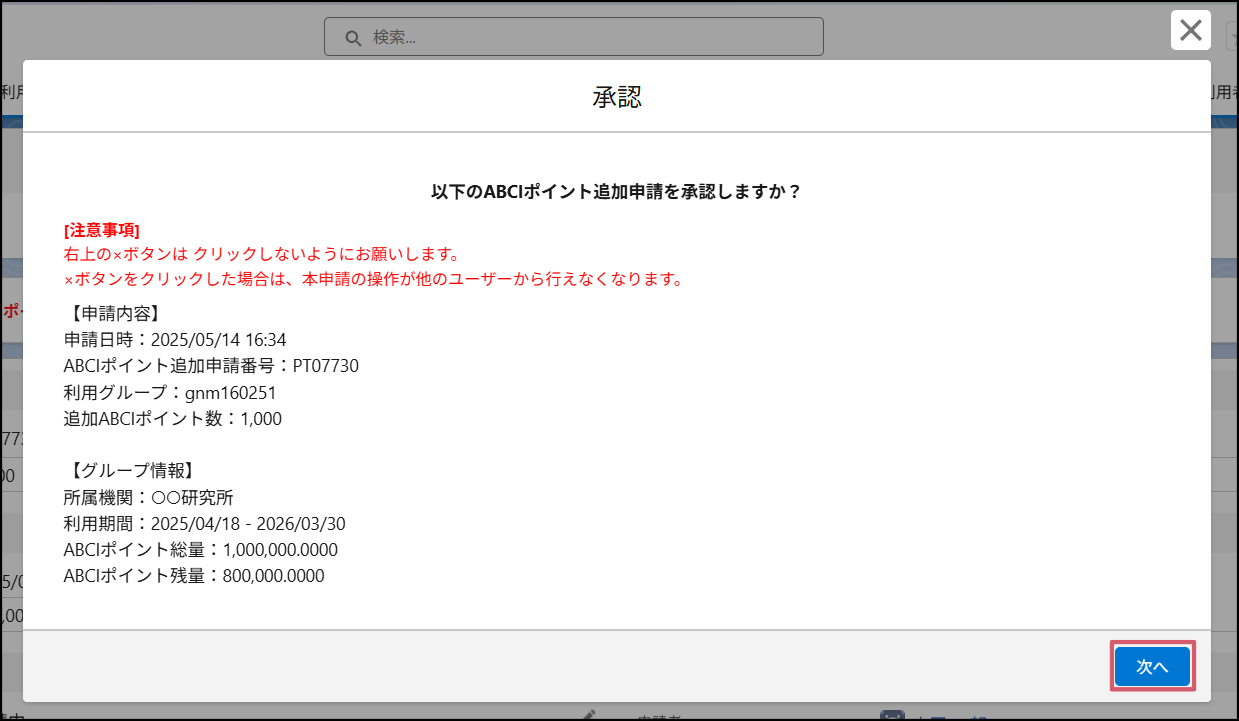 検索...
利用
利用者
承認
以下のABCIポイント追加申請を承認しますか？
[注意事項]
右上の×ボタンは クリックしないようにお願いします。
×ボタンをクリックした場合は、本申請の操作が他のユーザーから行えなくなります。
【申請内容】
申請日時：2025/05/14 16:34
ABCIポイント追加申請番号：PT07730
利用グループ：gnm160251
追加ABCIポイント数：1,000
【グループ情報】
所属機関：〇〇研究所
利用期間：2025/04/18 - 2026/03/30
ABCIポイント総量：1,000,000.0000
ABCIポイント残量：800,000.0000
次へ
申請者